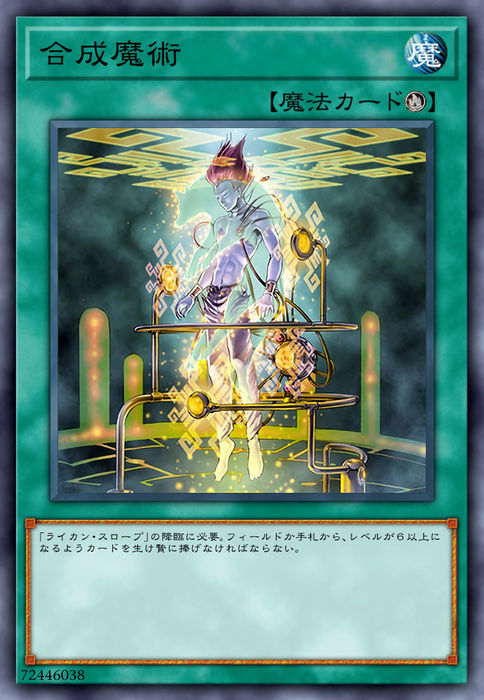 合成魔術
魔
【魔法カード】
「ライカン・スロープ」の降臨に必要。フィールドか手札から、レベルが6以上に
なるようカードを生け贄に捧げなければならない。
72446038